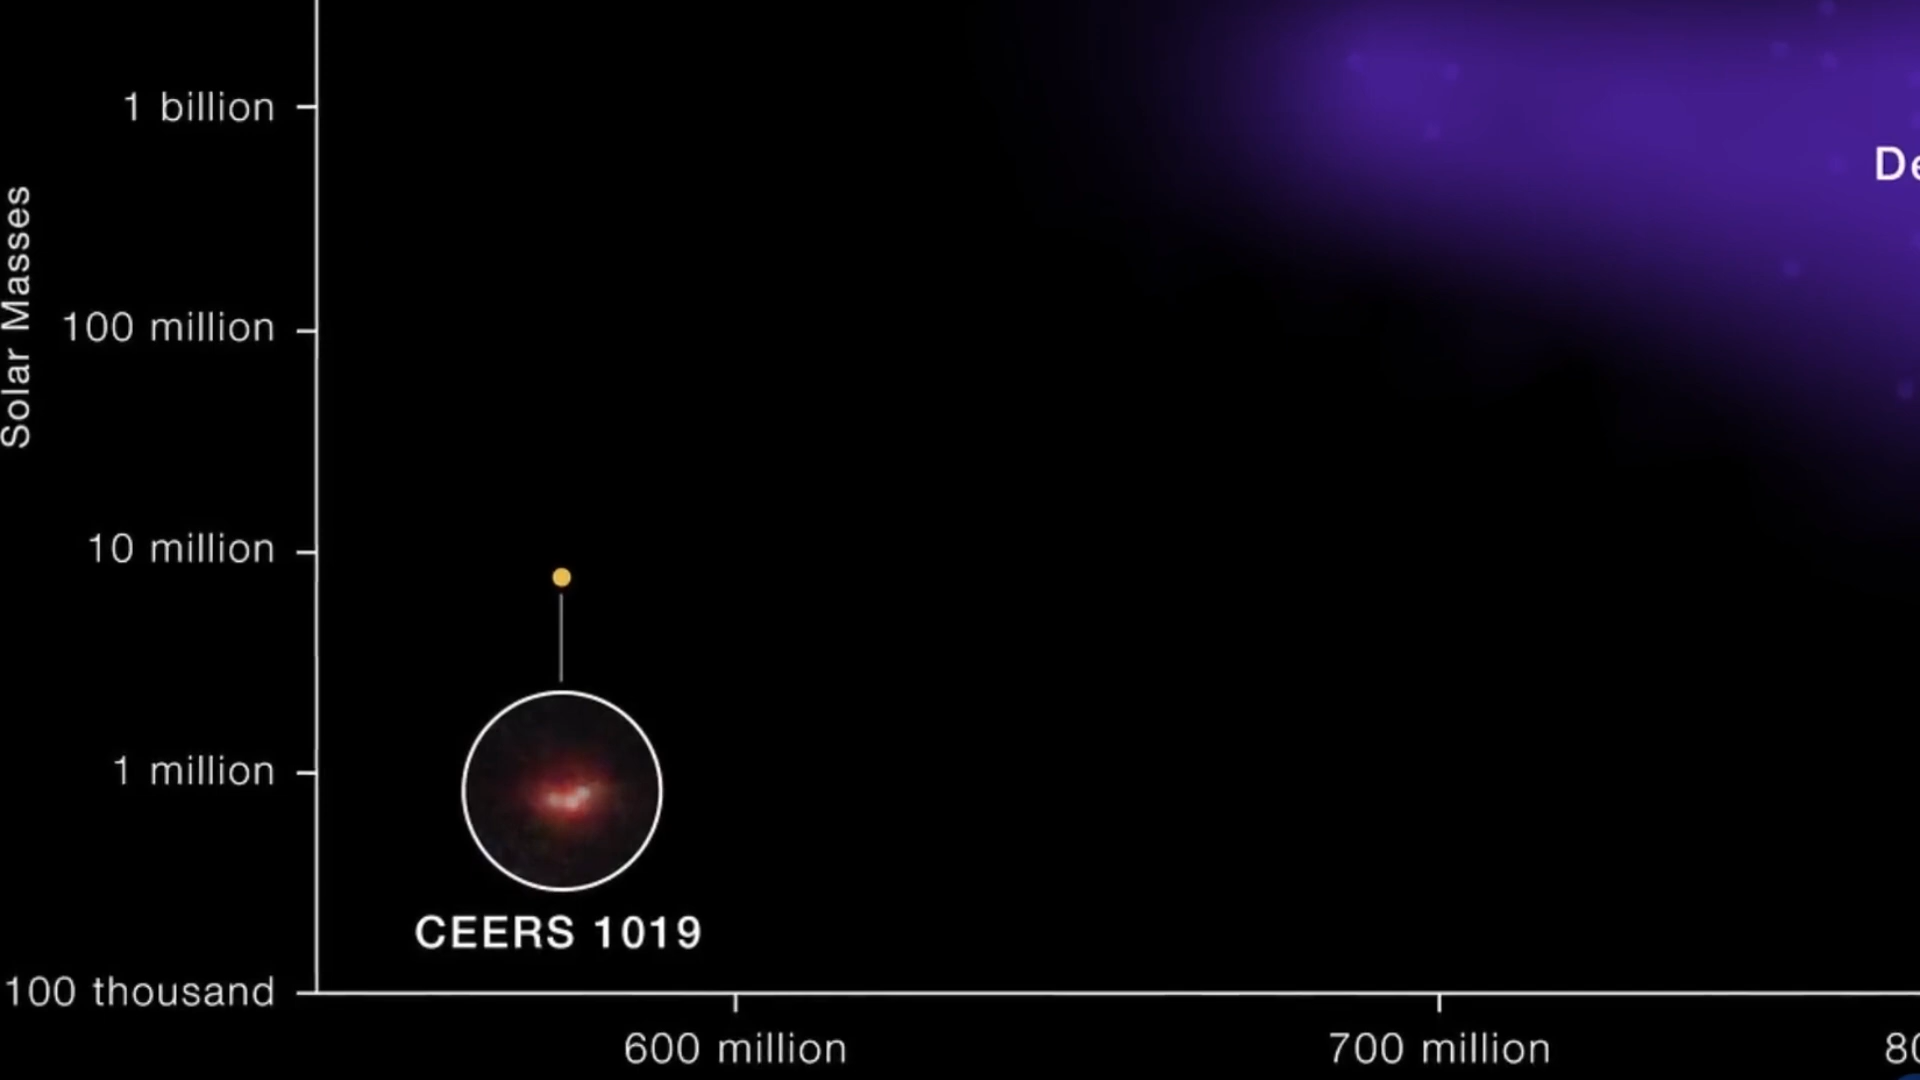 1 billion
100 million
10 million
1 million
100 thousand
Solar Masses
CEERS 1019
600 million
700 million